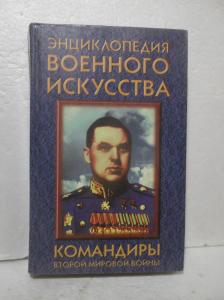 ЭНЦИКЛОПЕДИЯ
ВОЕННОГО
ИСКУССТВА
КОМАНДИРЫ
ВТОРОЙ МИРОВОЙ ВОЙНЫ